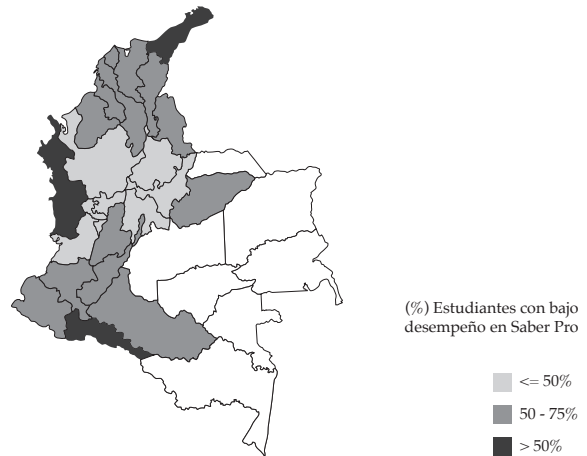 (%) Estudiantes con bajo
desempeño en Saber Pro
<= 50%
50 - 75%
> 50%